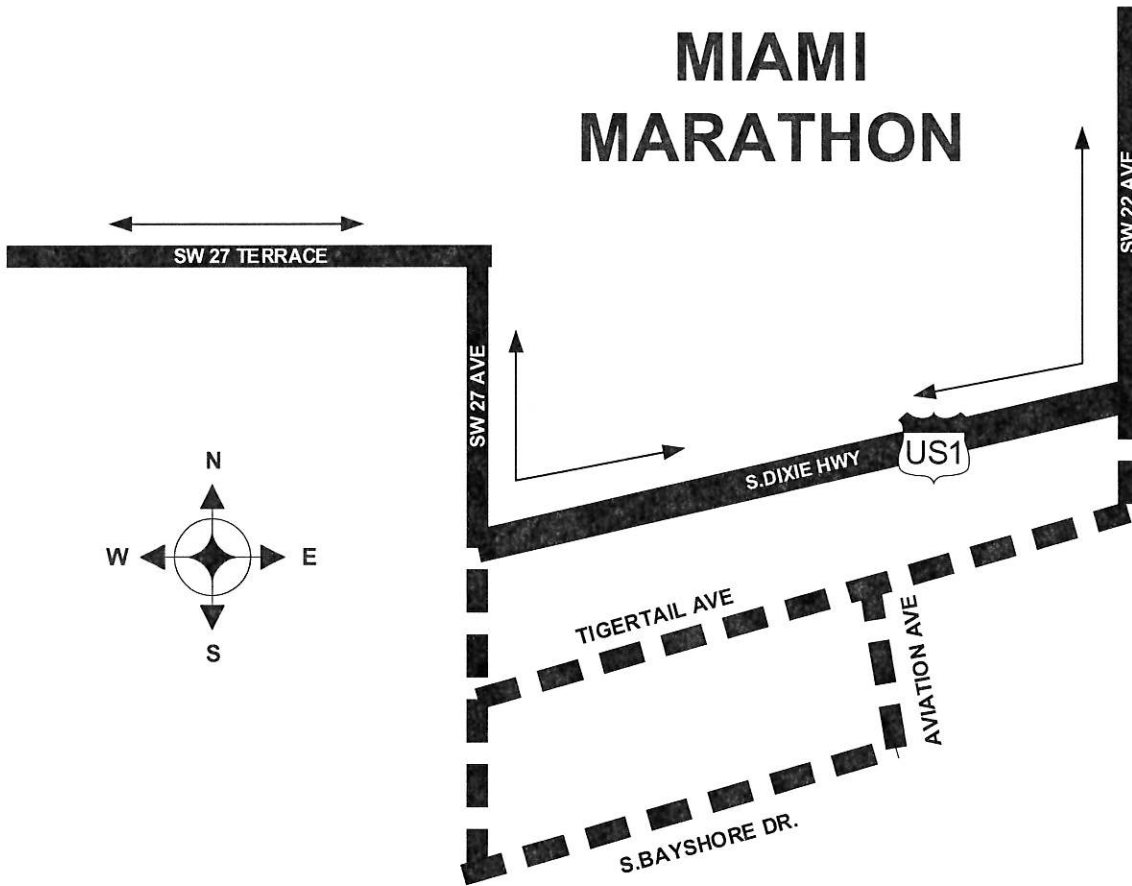 MIAMI
MARATHON
SW 22 AVE
SW 27 TERRACE
SW 27 AVE
S.DIXIE HWY
US1
N
W
E
S
TIGERTAIL AVE
AVIATION AVE
S.BAYSHORE DR.